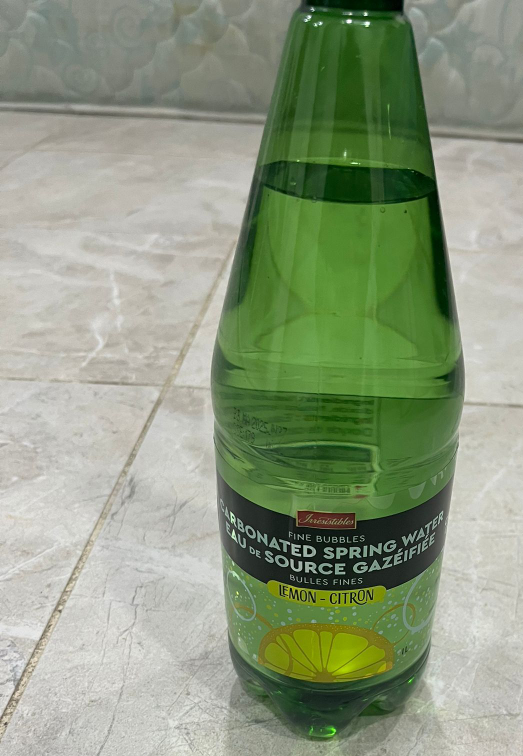 Irresistibles
FINE BUBBLES
CARBONATED SPRING WATER
EAU DE SOURCE GAZÉIFIÉE
BULLES FINES
LEMON - CITRON